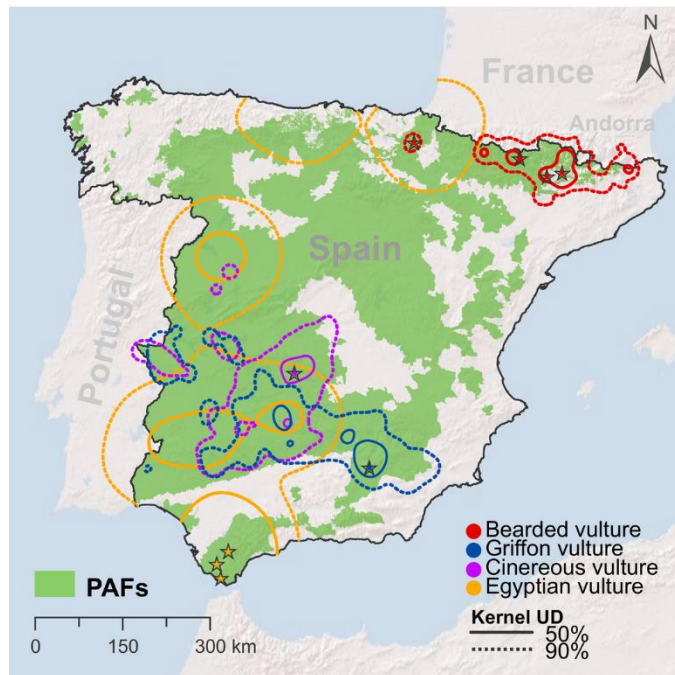 N
France
Andorra
Spain
Portugal
Bearded vulture
Griffon vulture
Cinereous vulture
Egyptian vulture
PAFs
Kernel UD
50%
90%
0 150 300 km